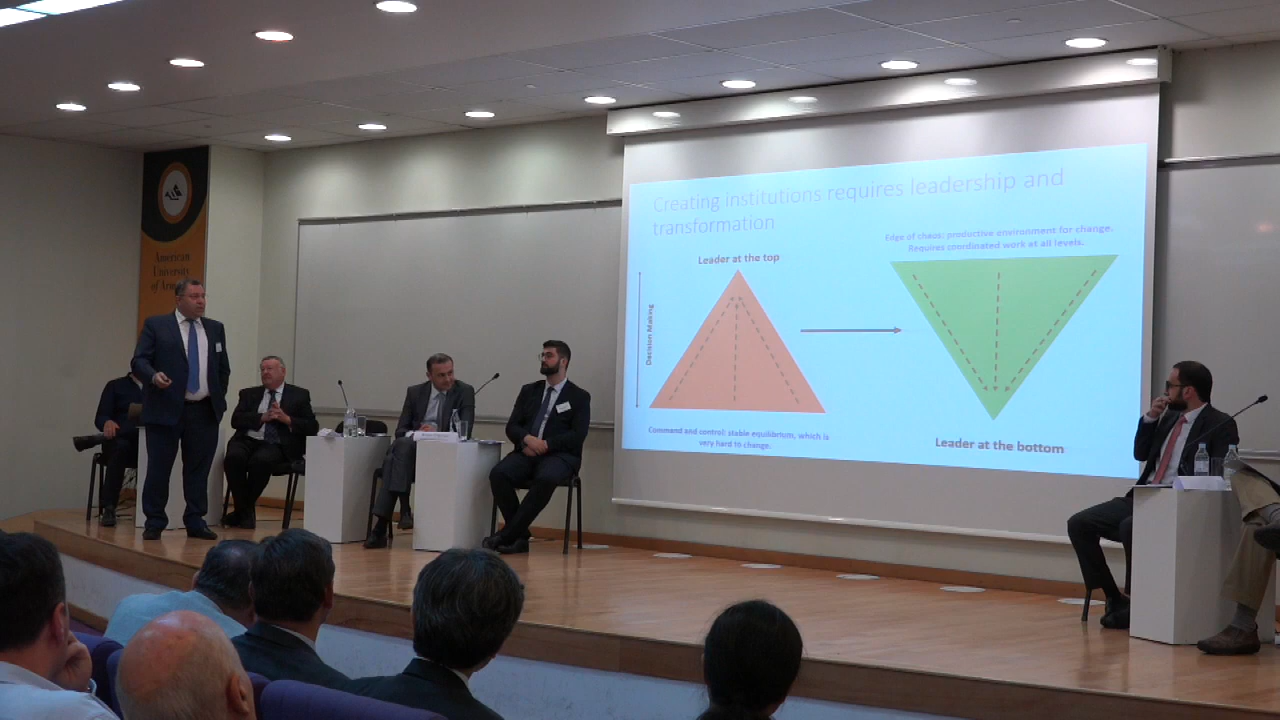 American
University
of Arm
Creating institutions requires leadership and
transformation
Leader at the top
Decision Making
Command and control: stable equilibrium, which is
very hard to change.
Edge of chaos: productive environment for change.
Requires coordinated work at all levels.
Leader at the bottom